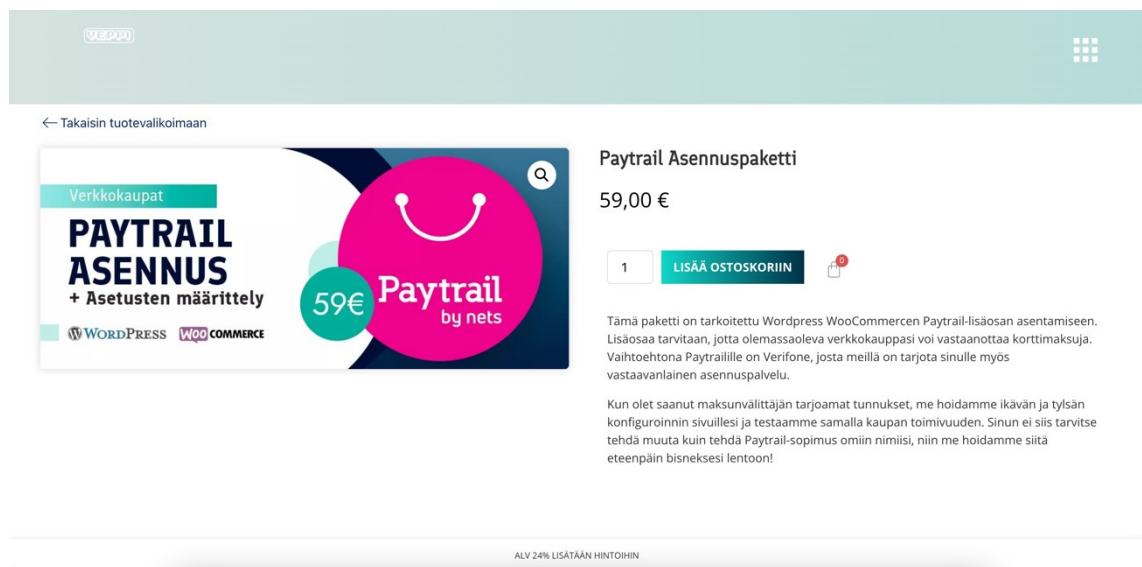 VEPPI
← Takaisin tuotevalikoimaan
Verkkokaupat
PAYTRAIL
ASENNUS
+ Asetusten määrittely
WORDPRESS WOO COMMERCE
59€
Paytrail
by nets
Paytrail Asennuspaketti
59,00 €
1 LISÄÄ OSTOSKORIIN 0
Tämä paketti on tarkoitettu Wordpress WooCommercen Paytrail-lisäosan asentamiseen.
Lisäosaa tarvitaan, jotta olemassaoleva verkkokauppasi voi vastaanottaa korttimaksuja.
Vaihtoehtona Paytrailille on Verifone, josta meillä on tarjota sinulle myös
vastaavanlainen asennuspalvelu.
Kun olet saanut maksunvälittäjän tarjoamat tunnukset, me hoidamme ikävän ja tylsän
konfiguroinnin sivuillesi ja testaamme samalla kaupan toimivuuden. Sinun ei siis tarvitse
tehdä muuta kuin tehdä Paytrail-sopimus omiin nimiisi, niin me hoidamme siitä
eteenpäin bisneksesi lentoon!
ALV 24% LISÄTÄÄN HINTOIHIN